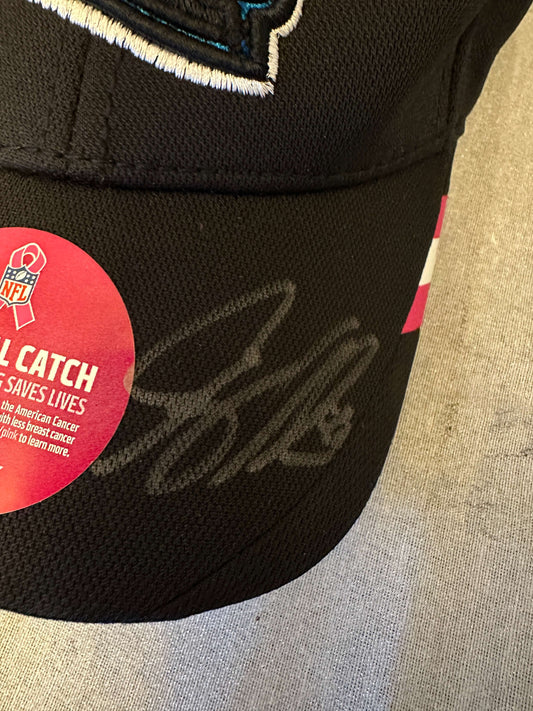 NFL
L CATCH
SAVES LIVES
the American Cancer
with less breast cancer
/pink to learn more.